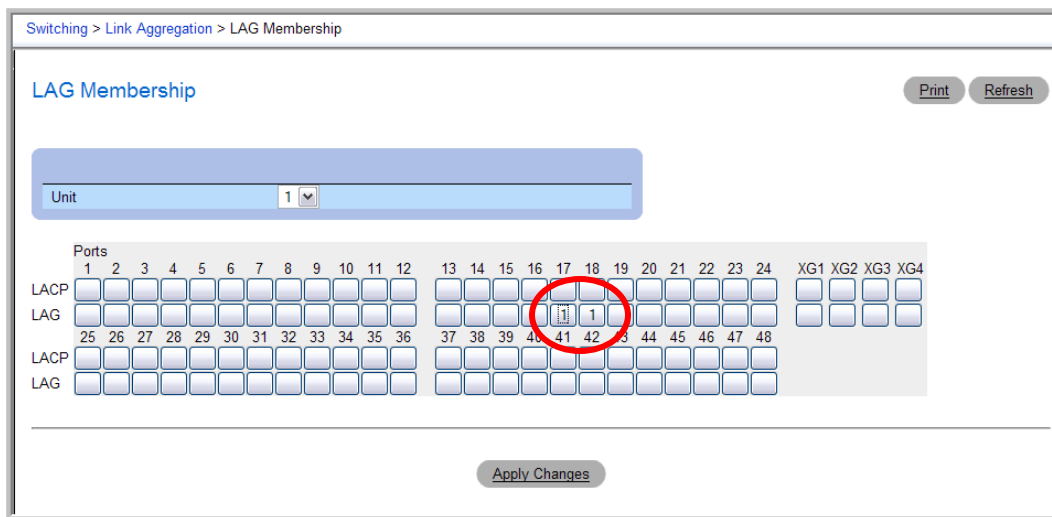 Switching > Link Aggregation > LAG Membership
LAG Membership
Print Refresh
Unit 1
Ports
1 2 3 4 5 6 7 8 9 10 11 12 13 14 15 16 17 18 19 20 21 22 23 24 XG1 XG2 XG3 XG4
LACP
LAG 1 1
25 26 27 28 29 30 31 32 33 34 35 36 37 38 39 40 41 42 43 44 45 46 47 48
LACP
LAG
Apply Changes